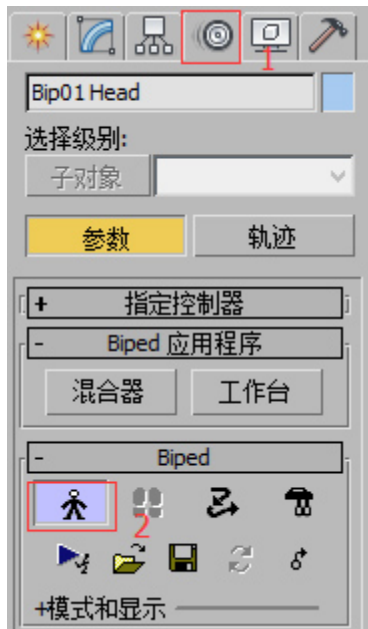 1
Bip01 Head
选择级别:
子对象
参数 轨迹
+ 指定控制器
- Biped 应用程序
混合器 工作台
- Biped
2
+模式和显示